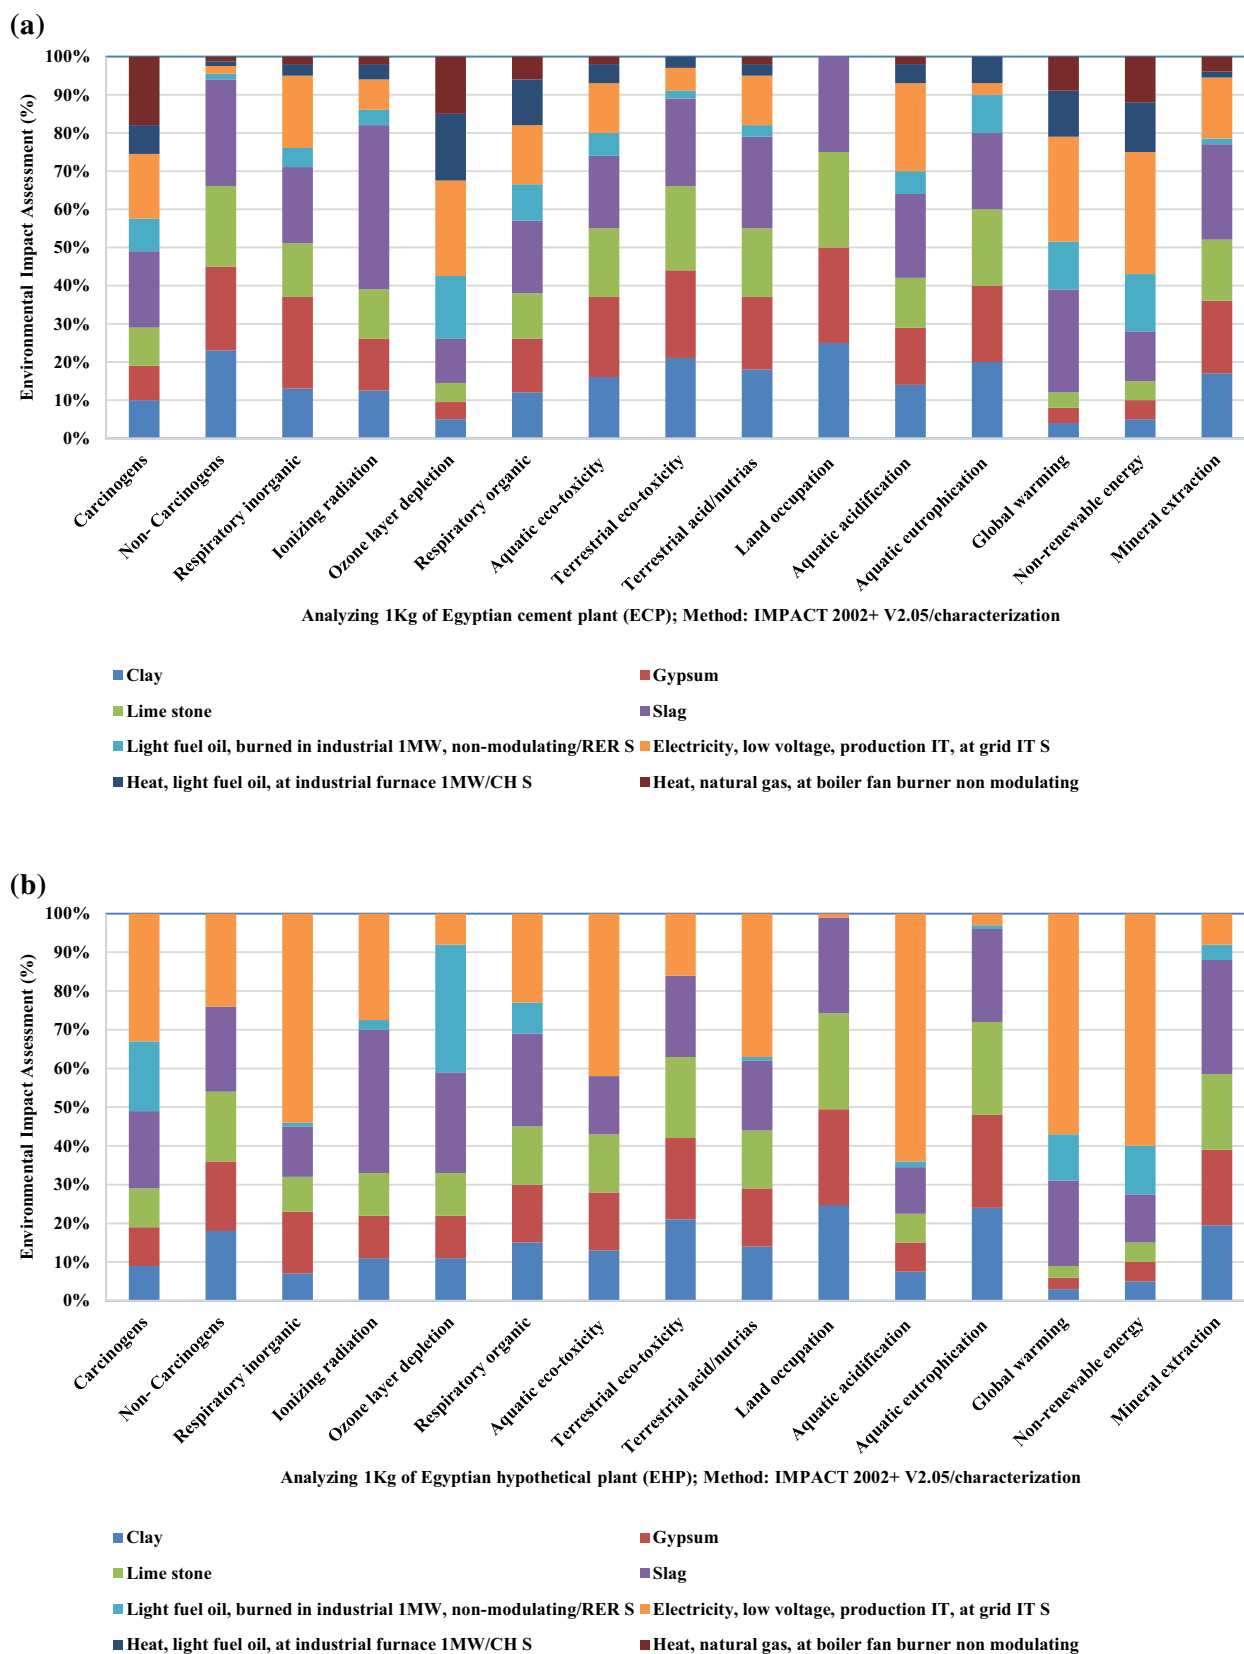 (a)
100%
90%
80%
70%
60%
50%
40%
30%
20%
10%
0%
Environmental Impact Assessment (%)
Carcinogens
Non- Carcinogens
Respiratory inorganic
Ionizing radiation
Ozone layer depletion
Respiratory organic
Aquatic eco-toxicity
Terrestrial eco-toxicity
Terrestrial acid/nutrias
Land occupation
Aquatic acidification
Aquatic eutrophication
Global warming
Non-renewable energy
Mineral extraction
Analyzing 1Kg of Egyptian cement plant (ECP); Method: IMPACT 2002+ V2.05/characterization
Clay
Gypsum
Lime stone
Slag
Light fuel oil, burned in industrial 1MW, non-modulating/RER S
Electricity, low voltage, production IT, at grid IT S
Heat, light fuel oil, at industrial furnace 1MW/CH S
Heat, natural gas, at boiler fan burner non modulating
(b)
100%
90%
80%
70%
60%
50%
40%
30%
20%
10%
0%
Environmental Impact Assessment (%)
Carcinogens
Non- Carcinogens
Respiratory inorganic
Ionizing radiation
Ozone layer depletion
Respiratory organic
Aquatic eco-toxicity
Terrestrial eco-toxicity
Terrestrial acid/nutrias
Land occupation
Aquatic acidification
Aquatic eutrophication
Global warming
Non-renewable energy
Mineral extraction
Analyzing 1Kg of Egyptian hypothetical plant (EHP); Method: IMPACT 2002+ V2.05/characterization
Clay
Gypsum
Lime stone
Slag
Light fuel oil, burned in industrial 1MW, non-modulating/RER S
Electricity, low voltage, production IT, at grid IT S
Heat, light fuel oil, at industrial furnace 1MW/CH S
Heat, natural gas, at boiler fan burner non modulating